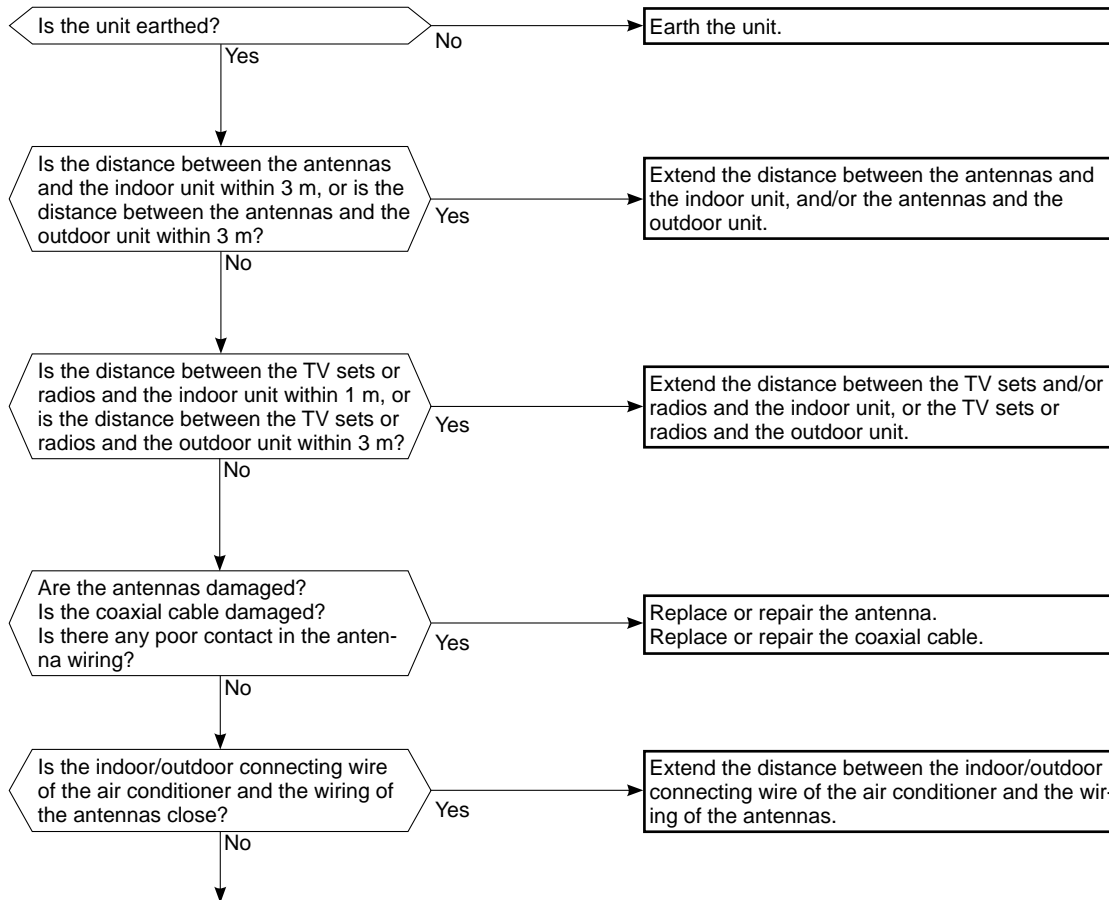 Is the unit earthed?
No
Earth the unit.
Yes
Is the distance between the antennas
and the indoor unit within 3 m, or is the
distance between the antennas and the
outdoor unit within 3 m?
Yes
Extend the distance between the antennas and
the indoor unit, and/or the antennas and the
outdoor unit.
No
Is the distance between the TV sets or
radios and the indoor unit within 1 m, or
is the distance between the TV sets or
radios and the outdoor unit within 3 m?
Yes
Extend the distance between the TV sets and/or
radios and the indoor unit, or the TV sets or
radios and the outdoor unit.
No
Are the antennas damaged?
Is the coaxial cable damaged?
Is there any poor contact in the anten-
na wiring?
Yes
Replace or repair the antenna.
Replace or repair the coaxial cable.
No
Is the indoor/outdoor connecting wire
of the air conditioner and the wiring of
the antennas close?
Yes
Extend the distance between the indoor/outdoor
connecting wire of the air conditioner and the wir-
ing of the antennas.
No